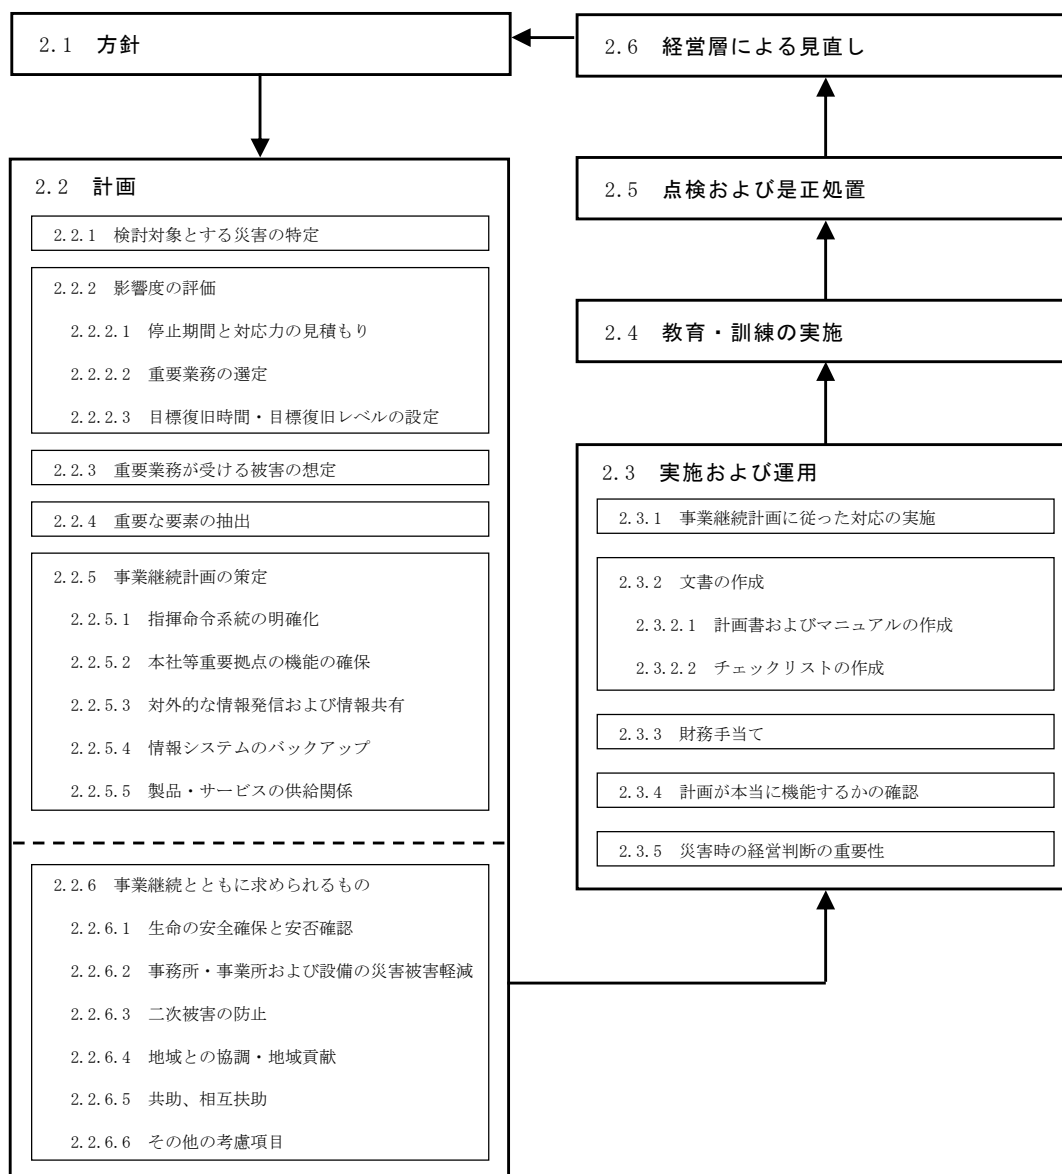 2.1 方針
2.2 計画
2.2.1 検討対象とする災害の特定
2.2.2 影響度の評価
2.2.2.1 停止期間と対応力の見積もり
2.2.2.2 重要業務の選定
2.2.2.3 目標復旧時間・目標復旧レベルの設定
2.2.3 重要業務が受ける被害の想定
2.2.4 重要な要素の抽出
2.2.5 事業継続計画の策定
2.2.5.1 指揮命令系統の明確化
2.2.5.2 本社等重要拠点の機能の確保
2.2.5.3 対外的な情報発信および情報共有
2.2.5.4 情報システムのバックアップ
2.2.5.5 製品・サービスの供給関係
2.2.6 事業継続とともに求められるもの
2.2.6.1 生命の安全確保と安否確認
2.2.6.2 事務所・事業所および設備の災害被害軽減
2.2.6.3 二次被害の防止
2.2.6.4 地域との協調・地域貢献
2.2.6.5 共助、相互扶助
2.2.6.6 その他の考慮項目
2.3 実施および運用
2.3.1 事業継続計画に従った対応の実施
2.3.2 文書の作成
2.3.2.1 計画書およびマニュアルの作成
2.3.2.2 チェックリストの作成
2.3.3 財務手当て
2.3.4 計画が本当に機能するかの確認
2.3.5 災害時の経営判断の重要性
2.4 教育・訓練の実施
2.5 点検および是正処置
2.6 経営層による見直し